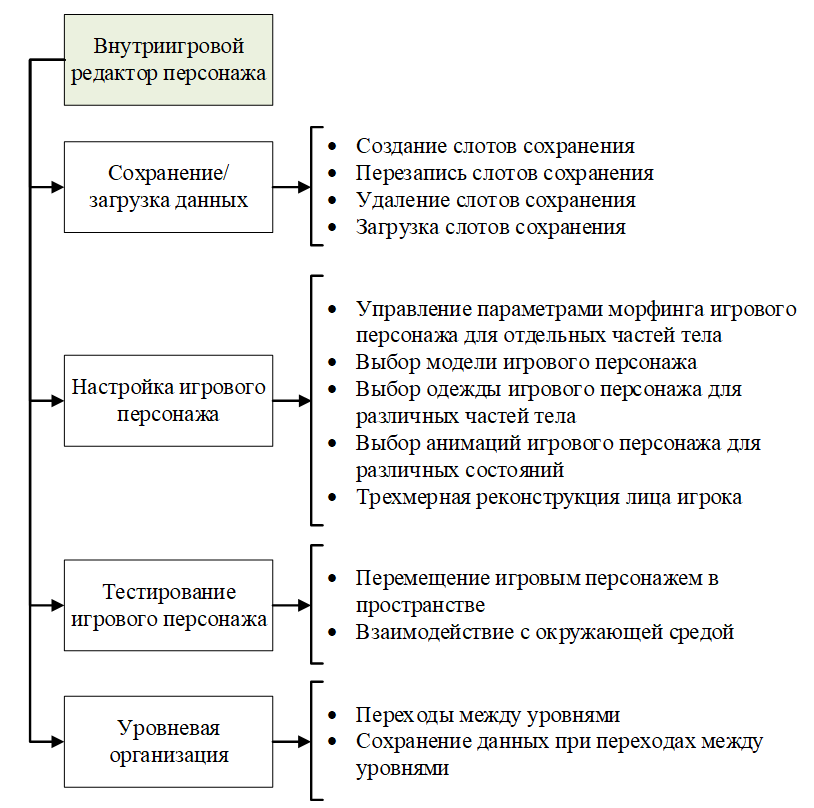 Внутриигровой
редактор персонажа
Сохранение/
загрузка данных
• Создание слотов сохранения
• Перезапись слотов сохранения
• Удаление слотов сохранения
• Загрузка слотов сохранения
Настройка игрового
персонажа
• Управление параметрами морфинга игрового
персонажа для отдельных частей тела
• Выбор модели игрового персонажа
• Выбор одежды игрового персонажа для
различных частей тела
• Выбор анимаций игрового персонажа для
различных состояний
• Трехмерная реконструкция лица игрока
Тестирование
игрового персонажа
• Перемещение игровым персонажем в
пространстве
• Взаимодействие с окружающей средой
Уровневая
организация
• Переходы между уровнями
• Сохранение данных при переходах между
уровнями